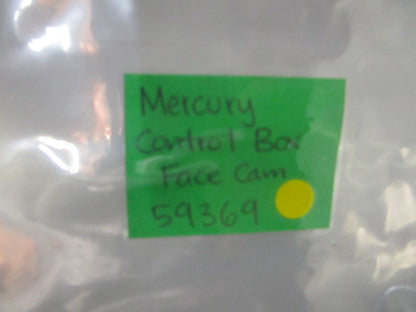 Mercury
Control Box
Face Cam
59369